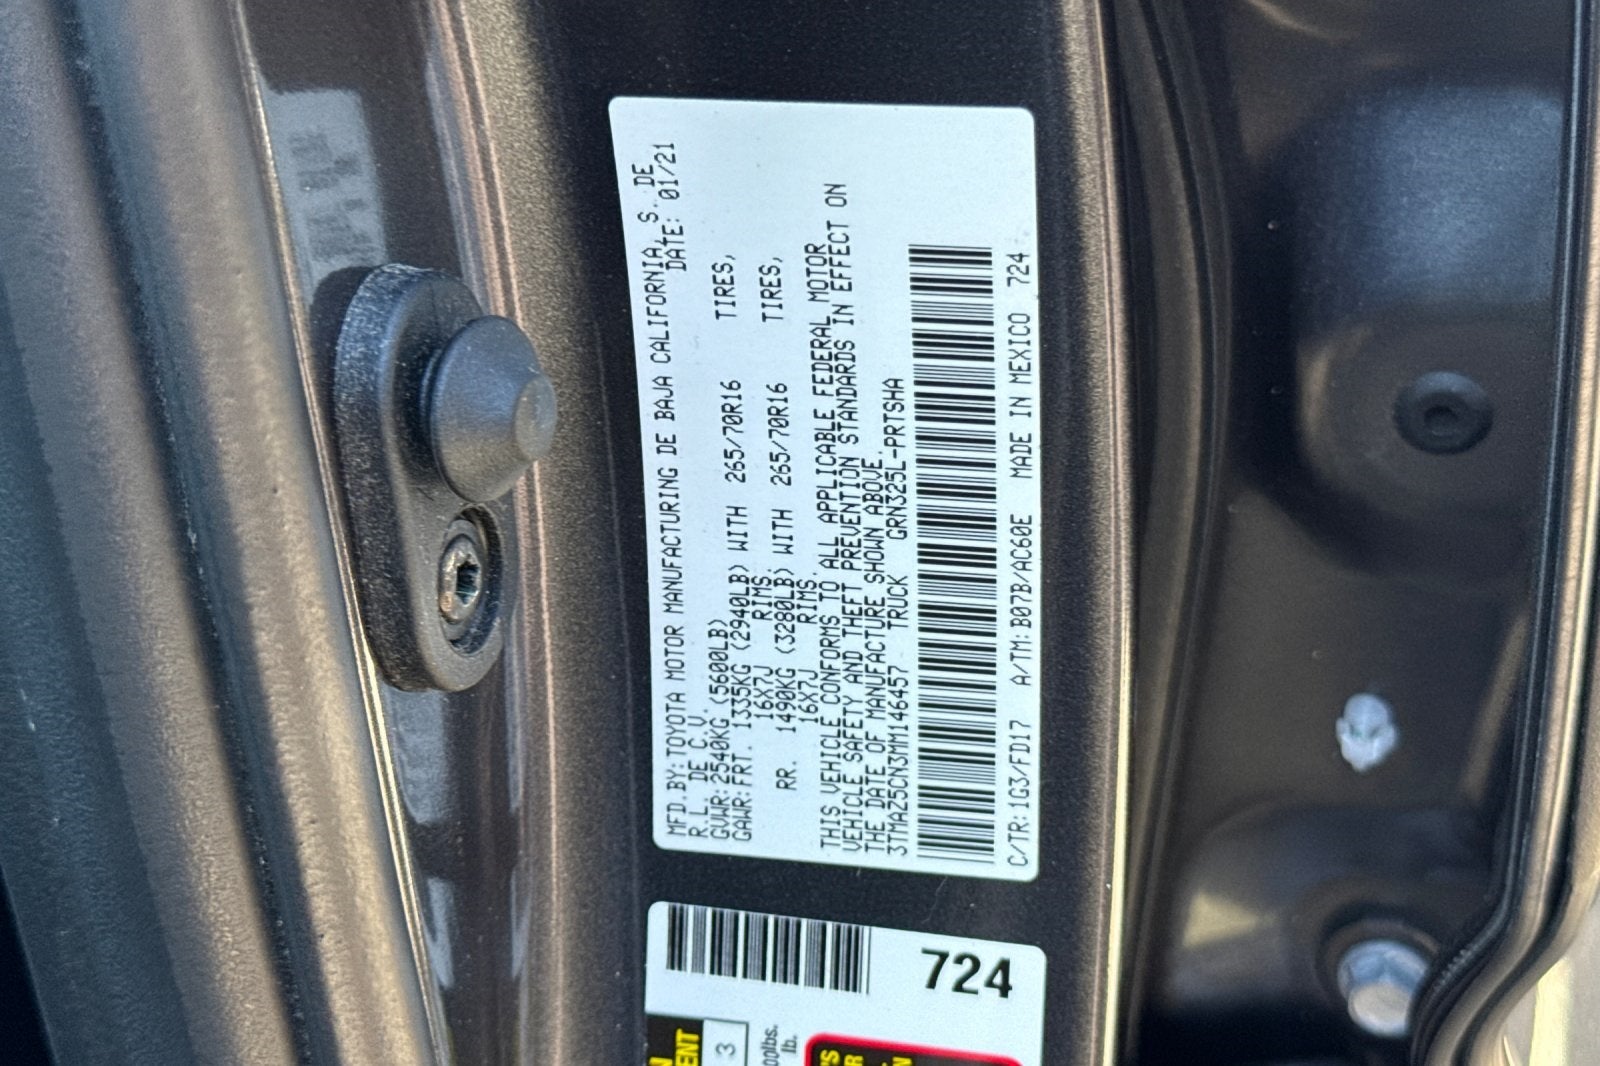 MFD.BY:TOYOTA MOTOR MANUFACTURING DE BAJA CALIFORNIA, S. DE
R.L. DE C.V. DATE: 01/21
GVWR:2540KG (5600LB)
GAWR:FRT. 1335KG (2940LB) WITH 265/70R16 TIRES,
16X7J RIMS.
RR. 1490KG (3280LB) WITH 265/70R16 TIRES,
16X7J RIMS.
THIS VEHICLE CONFORMS TO ALL APPLICABLE FEDERAL MOTOR
VEHICLE SAFETY AND THEFT PREVENTION STANDARDS IN EFFECT ON
THE DATE OF MANUFACTURE SHOWN ABOVE.
3TMAZ5CN3MM146457 TRUCK GRN325L-PRTSHA
C/TR:1G3/FD17 A/TM:B07B/AC60E MADE IN MEXICO 724
724
3
lb.